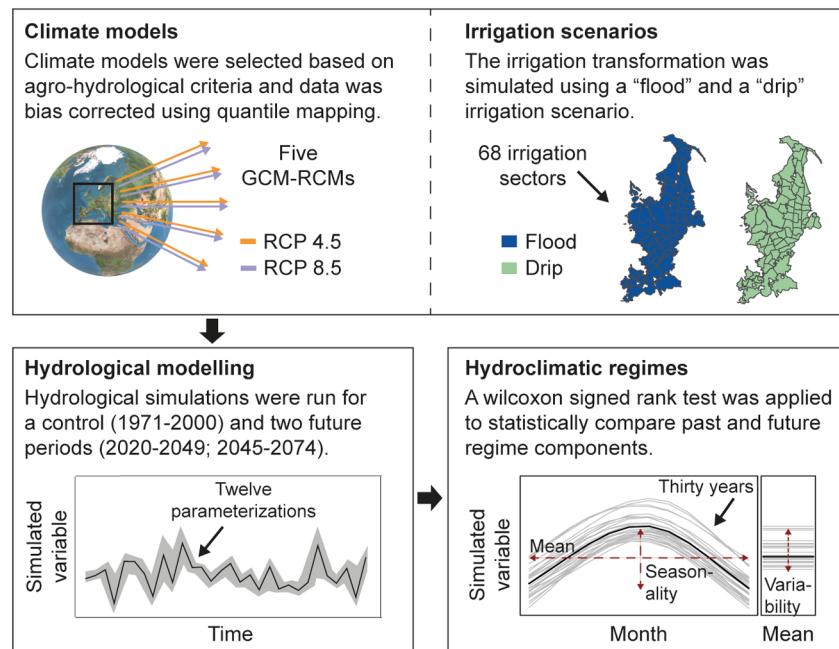 Climate models
Climate models were selected based on
agro-hydrological criteria and data was
bias corrected using quantile mapping.
Five
GCM-RCMs
RCP 4.5
RCP 8.5
Irrigation scenarios
The irrigation transformation was
simulated using a “flood” and a “drip”
irrigation scenario.
68 irrigation
sectors
Flood
Drip
Hydrological modelling
Hydrological simulations were run for
a control (1971-2000) and two future
periods (2020-2049; 2045-2074).
Twelve
parameterizations
Simulated
variable
Time
Hydroclimatic regimes
A wilcoxon signed rank test was applied
to statistically compare past and future
regime components.
Thirty years
Mean
Season-
ality
Varia-
bility
Simulated
variable
Month
Mean